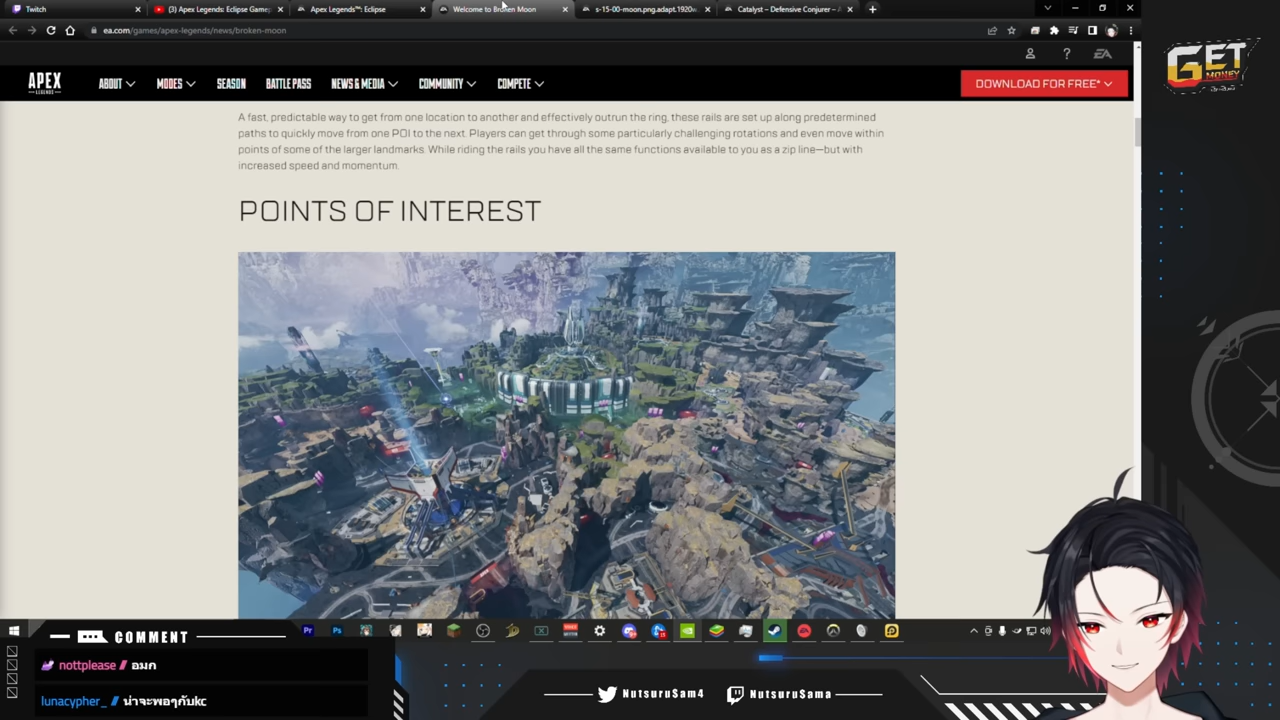 Twitch
(3) Apex Legends: Eclipse Game
Apex Legends™: Eclipse
Welcome to Broken Moon
s-15-00-moon.png.adapt.1920w
Catalyst – Defensive Conjurer – A
ea.com/games/apex-legends/news/broken-moon
APEX
LEGENDS
ABOUT
MODES
SEASON
BATTLE PASS
NEWS & MEDIA
COMMUNITY
COMPETE
DOWNLOAD FOR FREE*
A fast, predictable way to get from one location to another and effectively outrun the ring, these rails are set up along predetermined
paths to quickly move from one POI to the next. Players can get through some particularly challenging rotations and even move within
points of some of the larger landmarks. While riding the rails you have all the same functions available to you as a zip line—but with
increased speed and momentum.
POINTS OF INTEREST
GET
MONEY
COMMENT
nottplease // อมก
lunacypher_ // น่าจะพอๆกับkc
Nutsuru$am4
Nutsuru$ama